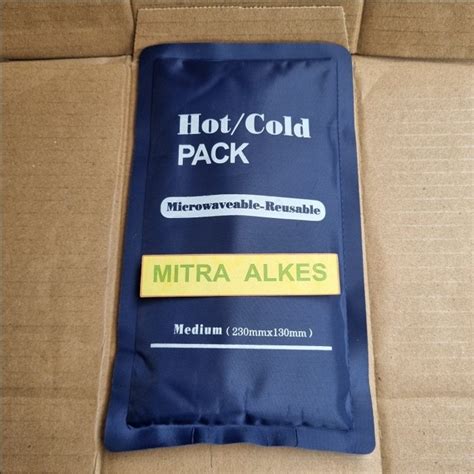 Hot/Cold
PACK
Microwaveable-Reusable
MITRA ALKES
Medium (230mmx130mm)